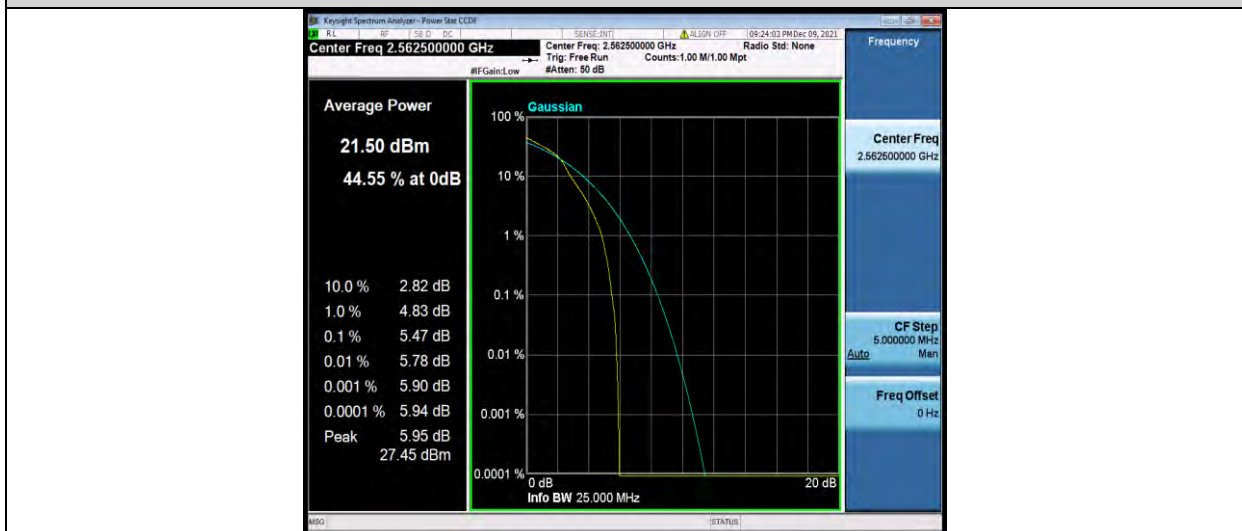 Keysight Spectrum Analyzer - Power Stat CCDF
RL RF 50 Ω DC SENSE:INT ALIGN OFF 09:24:03 PM Dec 09, 2021
Center Freq 2.562500000 GHz
Center Freq: 2.562500000 GHz Radio Std: None
Trig: Free Run Counts:1.00 M/1.00 Mpt
#IFGain:Low #Atten: 50 dB
Frequency
Average Power
21.50 dBm
44.55 % at 0dB
10.0 % 2.82 dB
1.0 % 4.83 dB
0.1 % 5.47 dB
0.01 % 5.78 dB
0.001 % 5.90 dB
0.0001 % 5.94 dB
Peak 5.95 dB
27.45 dBm
Gaussian
100 %
10 %
1 %
0.1 %
0.01 %
0.001 %
0.0001 %
0 dB 20 dB
Info BW 25.000 MHz
Center Freq
2.562500000 GHz
CF Step
5.000000 MHz
Auto Man
Freq Offset
0 Hz
MSG STATUS